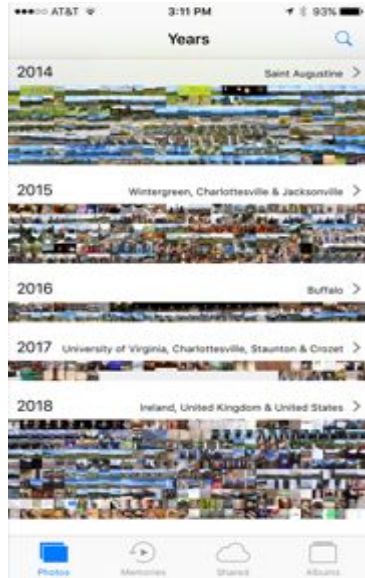 AT&T 3:11 PM 93%
Years
2014 Saint Augustine
2015 Wintergreen, Charlottesville & Jacksonville
2016 Buffalo
2017 University of Virginia, Charlottesville, Staunton & Crozet
2018 Ireland, United Kingdom & United States
Photos Memories Shared Albums